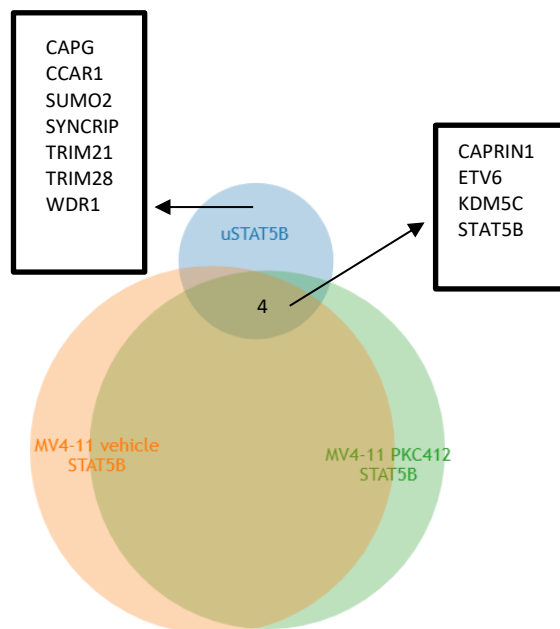 CAPG
CCAR1
SUMO2
SYNCRIP
TRIM21
TRIM28
WDR1
CAPRIN1
ETV6
KDM5C
STAT5B
uSTAT5B
4
MV4-11 vehicle
STAT5B
MV4-11 PKC412
STAT5B